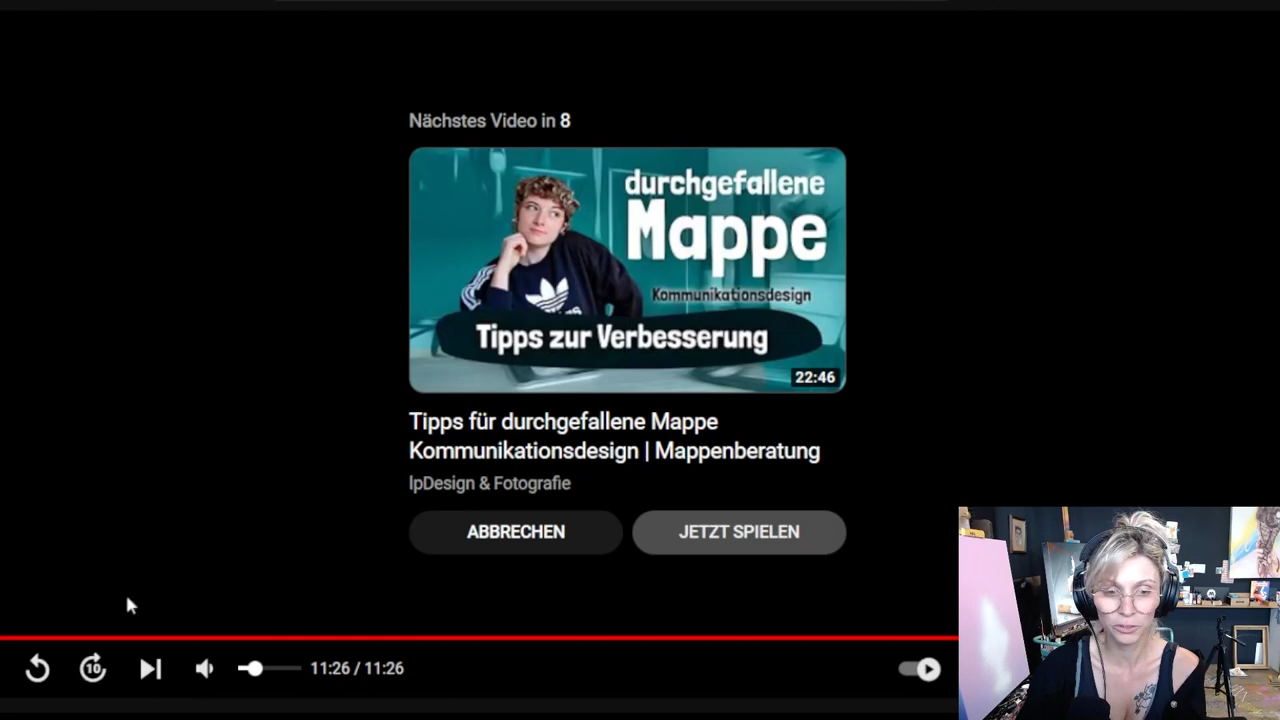 Nächstes Video in 8
durchgefallene
Mappe
Kommunikationsdesign
Tipps zur Verbesserung
22:46
Tipps für durchgefallene Mappe
Kommunikationsdesign | Mappenberatung
lpDesign & Fotografie
ABBRECHEN
JETZT SPIELEN
10
11:26 / 11:26